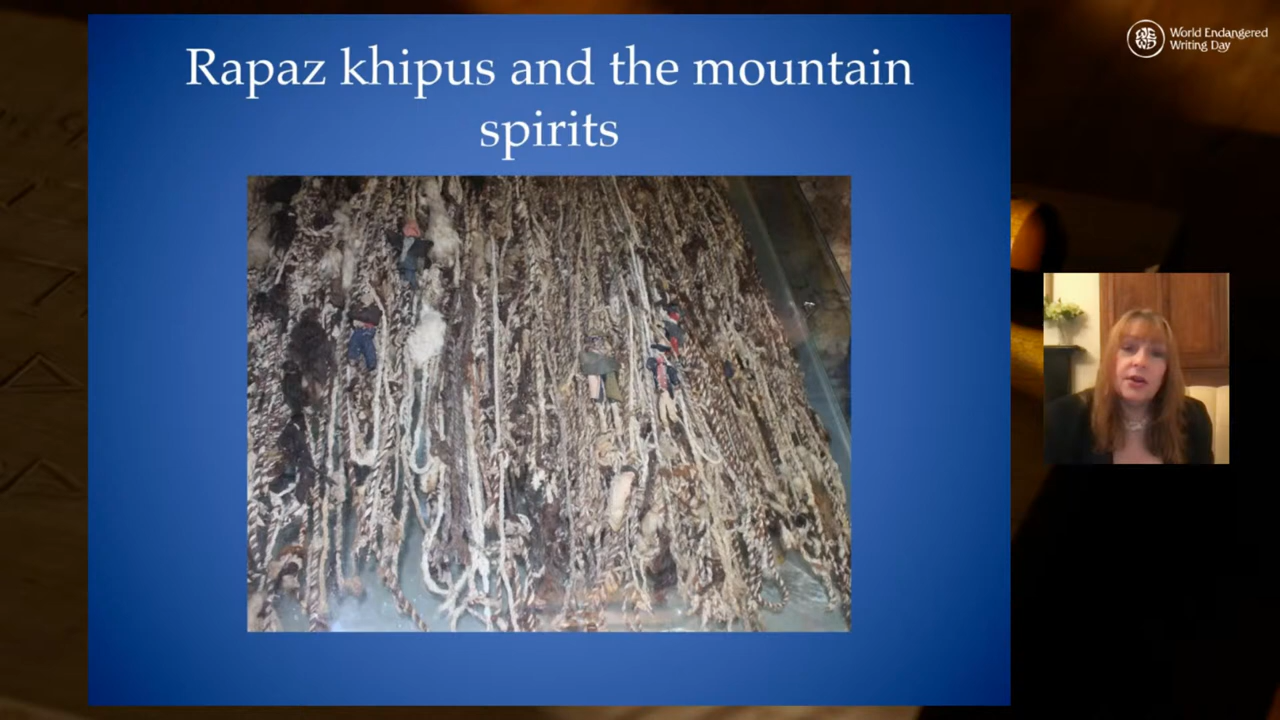 Rapaz khipus and the mountain
spirits
World Endangered
Writing Day